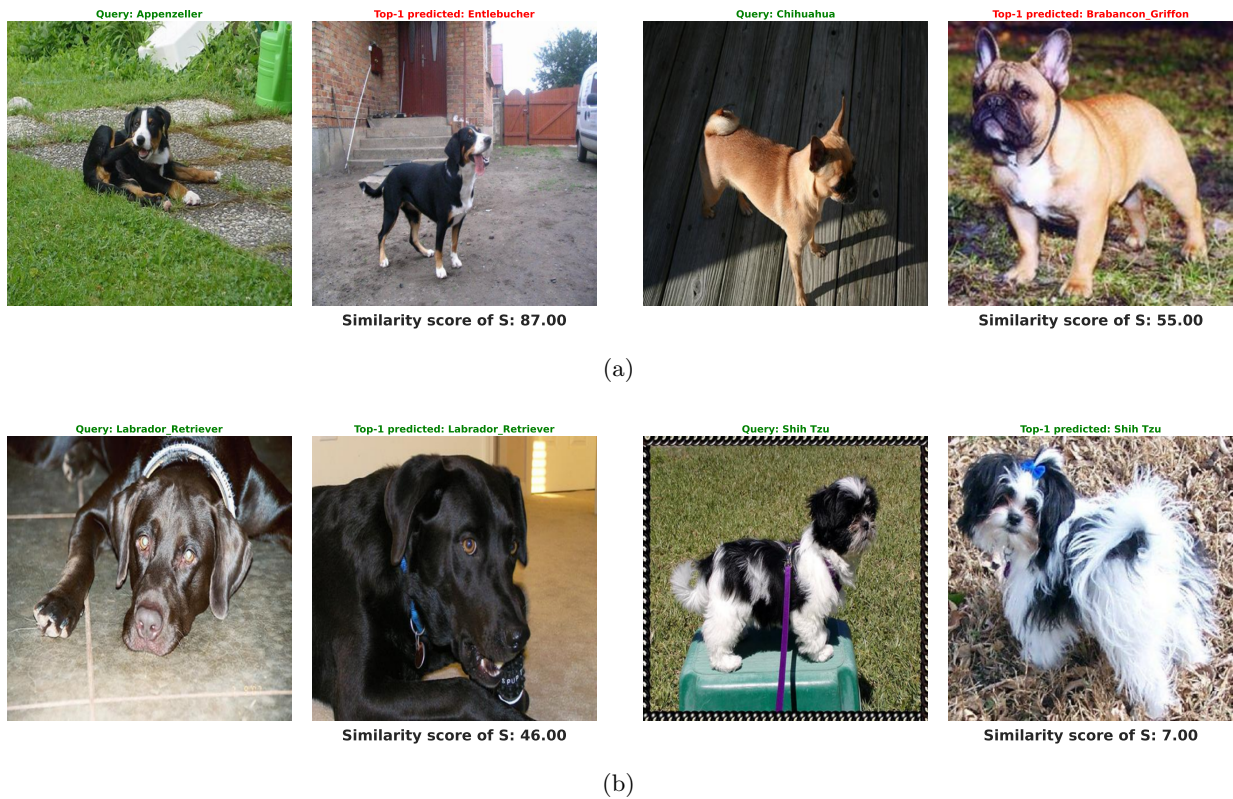 Query: Appenzeller
Top-1 predicted: Entlebucher
Query: Chihuahua
Top-1 predicted: Brabancon_Griffon
Similarity score of S: 87.00
Similarity score of S: 55.00
(a)
Query: Labrador_Retriever
Top-1 predicted: Labrador_Retriever
Query: Shih Tzu
Top-1 predicted: Shih Tzu
Similarity score of S: 46.00
Similarity score of S: 7.00
(b)